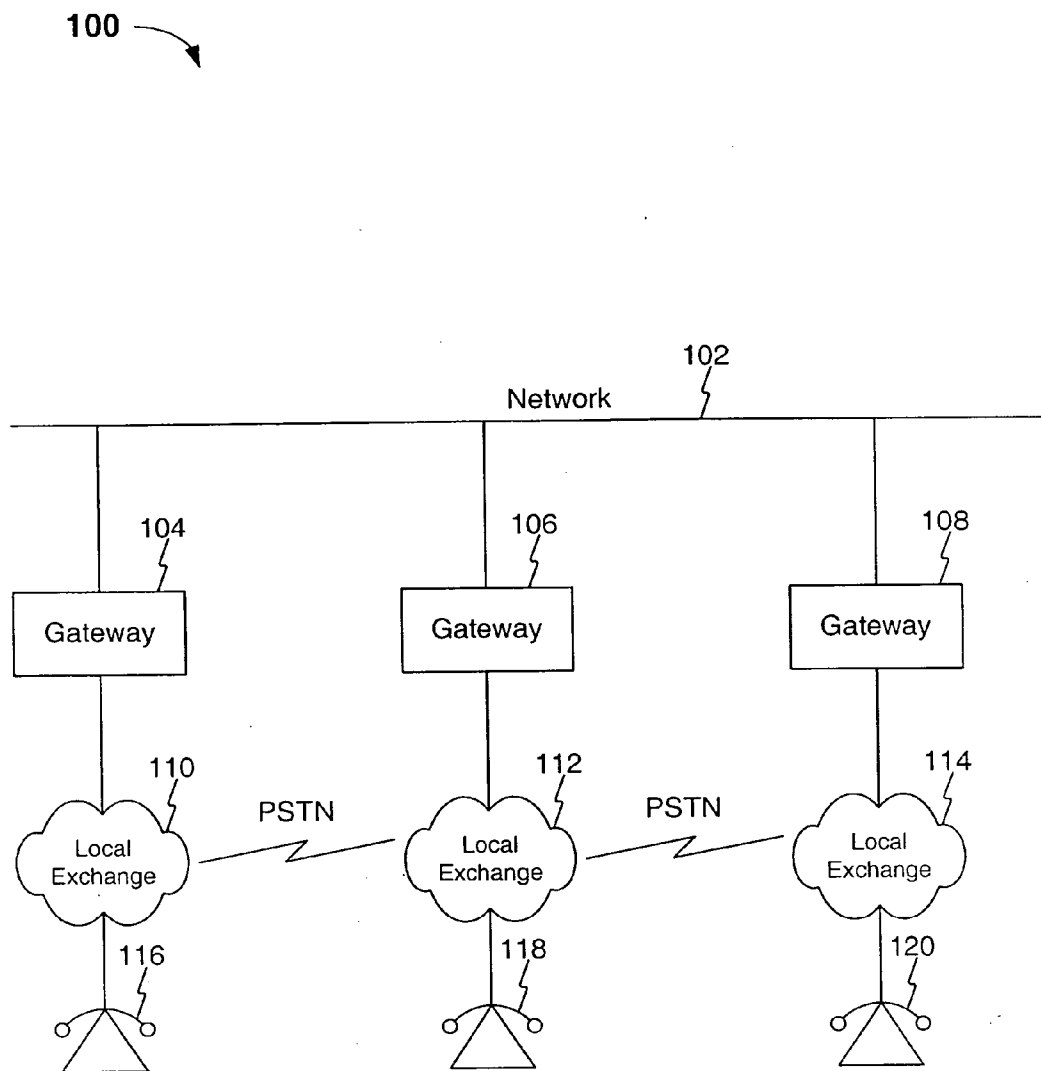 100
102
Network
104
106
108
Gateway
Gateway
Gateway
110
112
114
PSTN
PSTN
Local
Exchange
Local
Exchange
Local
Exchange
116
118
120